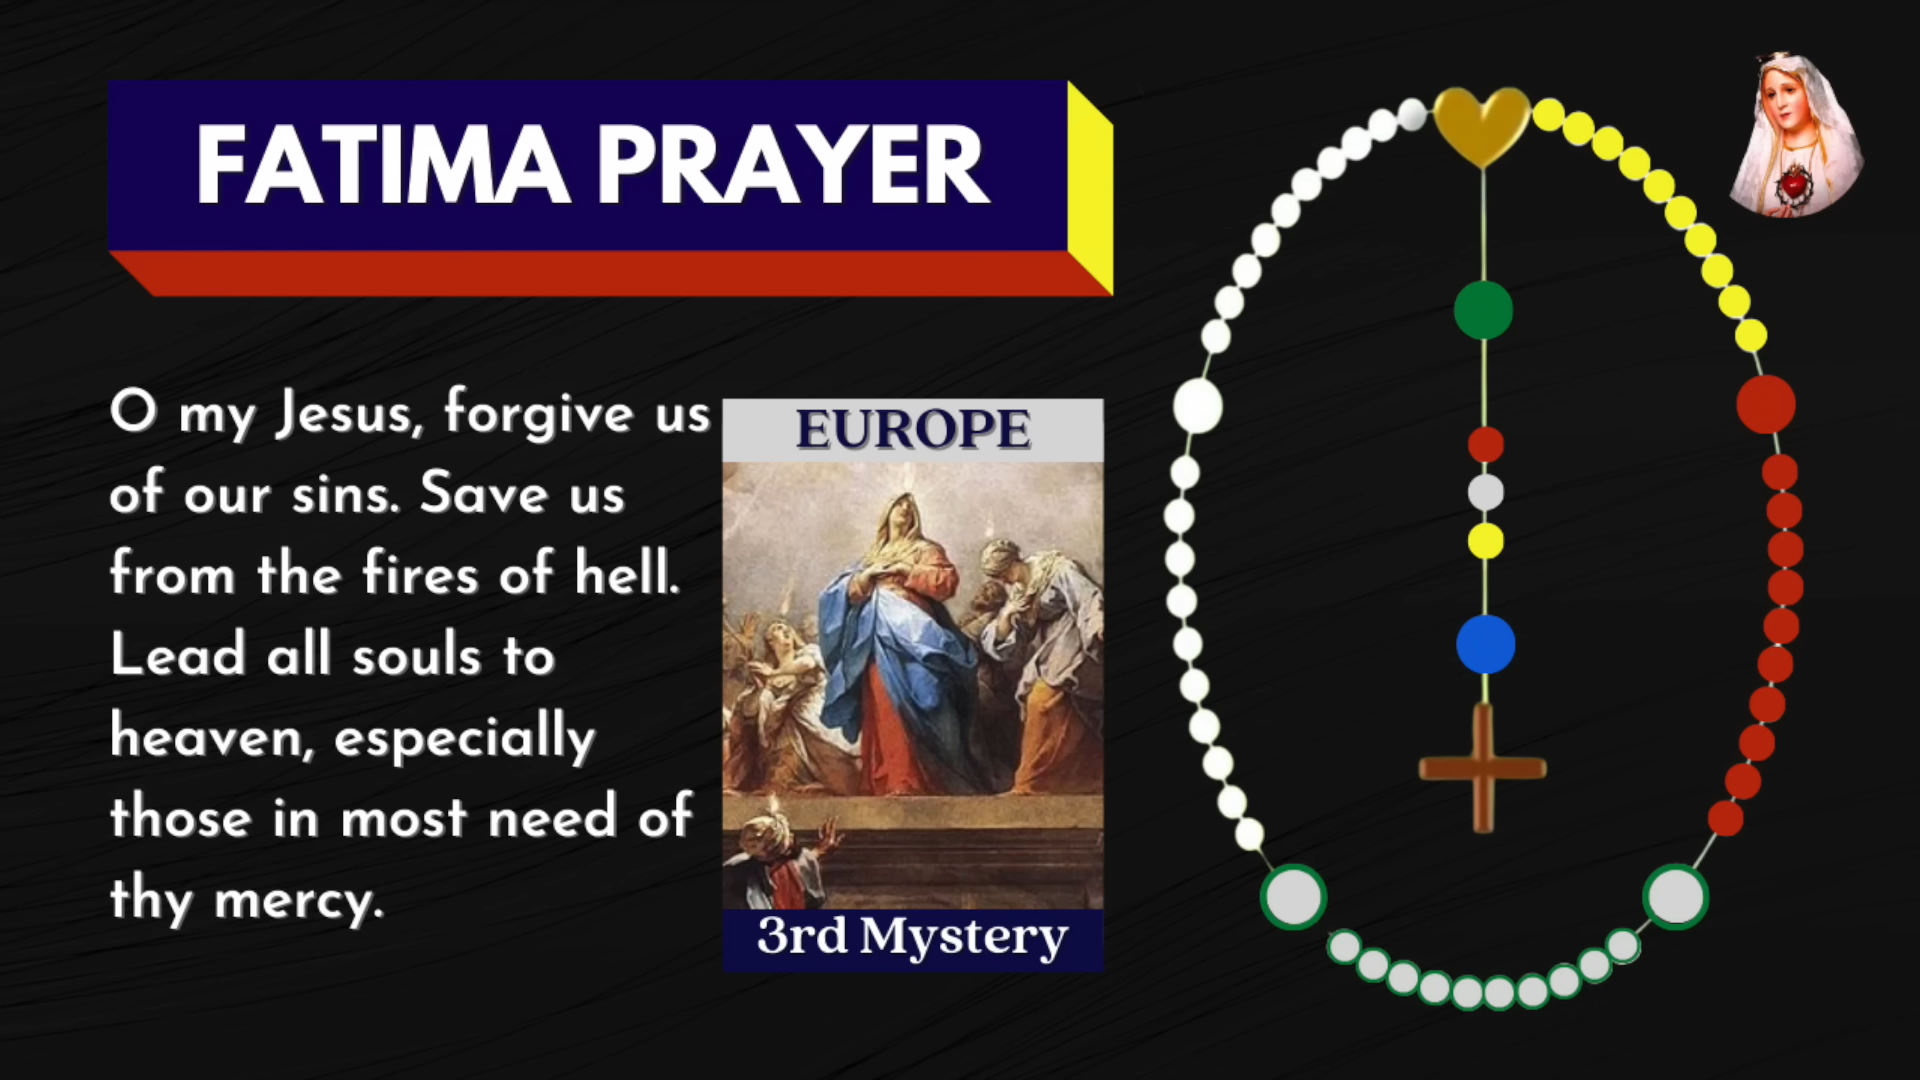 FATIMA PRAYER
O my Jesus, forgive us
of our sins. Save us
from the fires of hell.
Lead all souls to
heaven, especially
those in most need of
thy mercy.
EUROPE
3rd Mystery